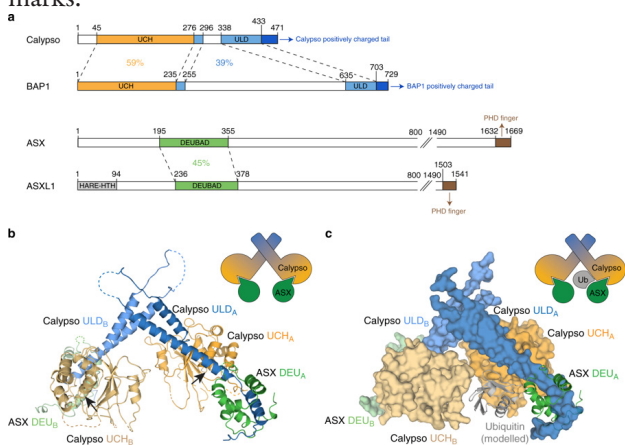 marks.
a
1 45 276 296 338 433 471
Calypso UCH ULD Calypso positively charged tail
59% 39%
1 235 255 635 703 729
BAP1 UCH ULD BAP1 positively charged tail
PHD finger
195 355 800 1490 1632 1669
ASX DEUBAD
45%
1 94 236 378 800 1490 1503 1541
ASXL1 HARE-HTH DEUBAD
PHD finger
b
Calypso
ASX
Calypso ULDB
Calypso ULDA
Calypso UCHA
ASX DEUA
ASX DEUB
Calypso UCHB
c
Calypso
Ub
ASX
Calypso ULDB
Calypso ULDA
Calypso UCHA
ASX DEUA
ASX DEUB
Calypso UCHB
Ubiquitin
(modelled)